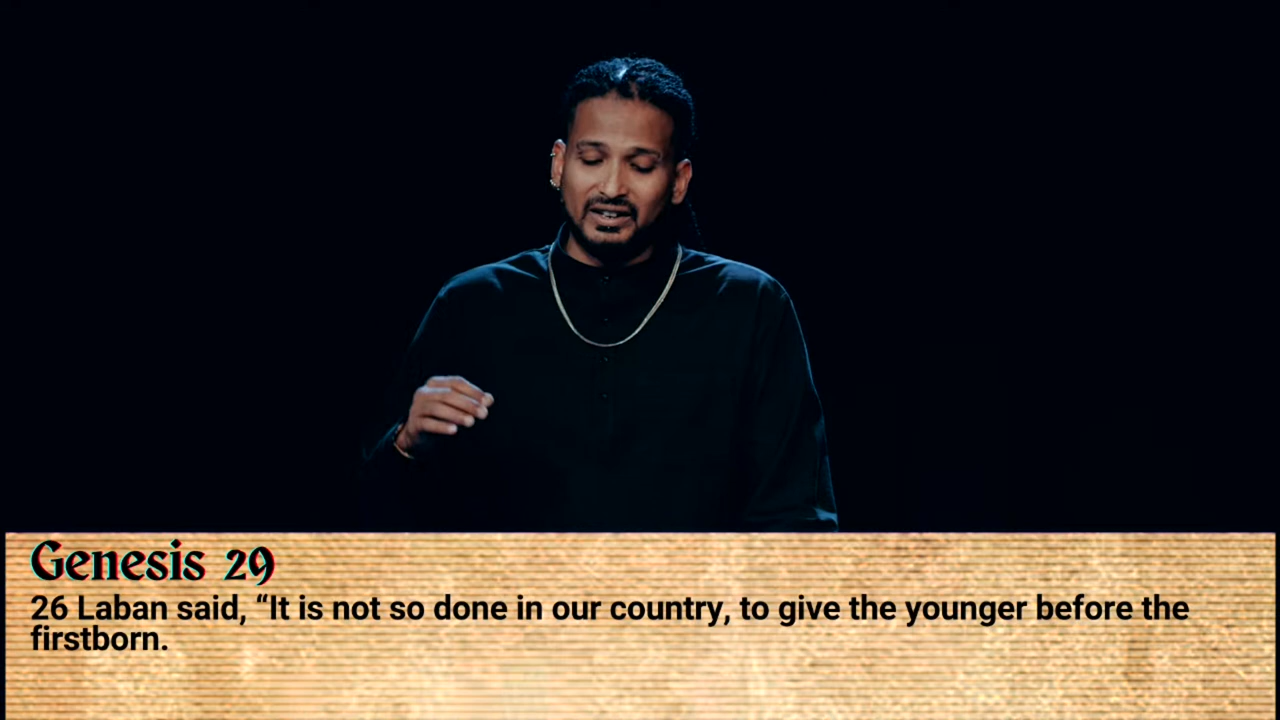 Genesis 29
26 Laban said, “It is not so done in our country, to give the younger before the
firstborn.